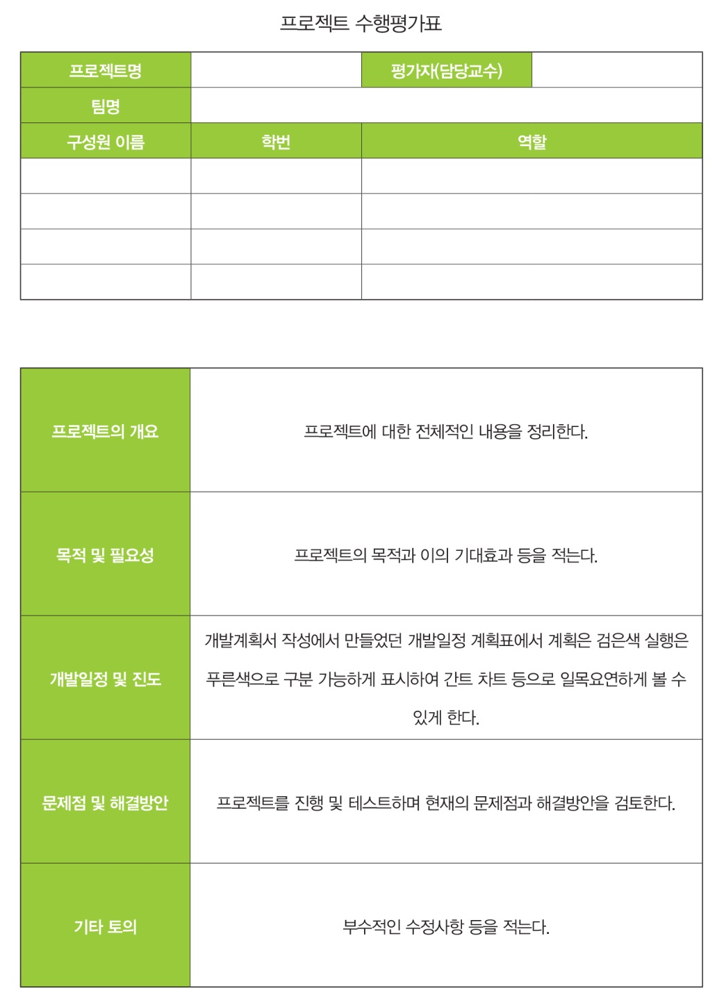 프로젝트 수행평가표
프로젝트명 평가자(담당교수)
팀명
구성원 이름 학번 역할
프로젝트의 개요 프로젝트에 대한 전체적인 내용을 정리한다.
목적 및 필요성 프로젝트의 목적과 이의 기대효과 등을 적는다.
개발일정 및 진도 개발계획서 작성에서 만들었던 개발일정 계획표에서 계획은 검은색 실행은
푸른색으로 구분 가능하게 표시하여 간트 차트 등으로 일목요연하게 볼 수
있게 한다.
문제점 및 해결방안 프로젝트를 진행 및 테스트하며 현재의 문제점과 해결방안을 검토한다.
기타 토의 부수적인 수정사항 등을 적는다.